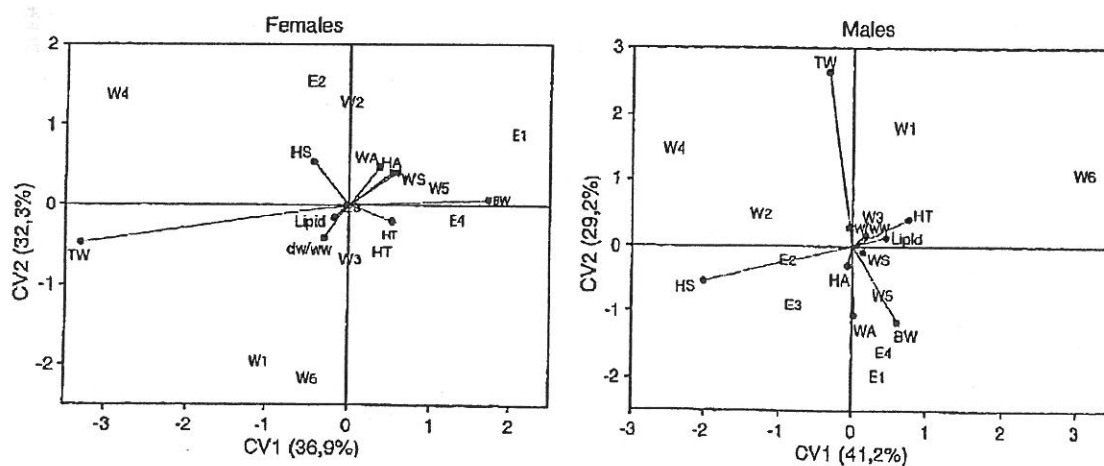 Females
2
1
0
-1
-2
CV2 (32,3%)
W4
E2
W2
E1
HS
WA
HA
WS
W5
BW
Lipid
E4
HT
TW
dw/ww
W3
HT
W1
W6
-3
-2
-1
0
1
2
CV1 (36,9%)
Males
3
2
1
0
-1
-2
CV2 (29,2%)
TW
W1
W4
W6
W2
W3
HT
Lipid
WS
E2
HA
HS
E3
W5
WA
BW
E4
E1
-3
-2
-1
0
1
2
3
CV1 (41,2%)